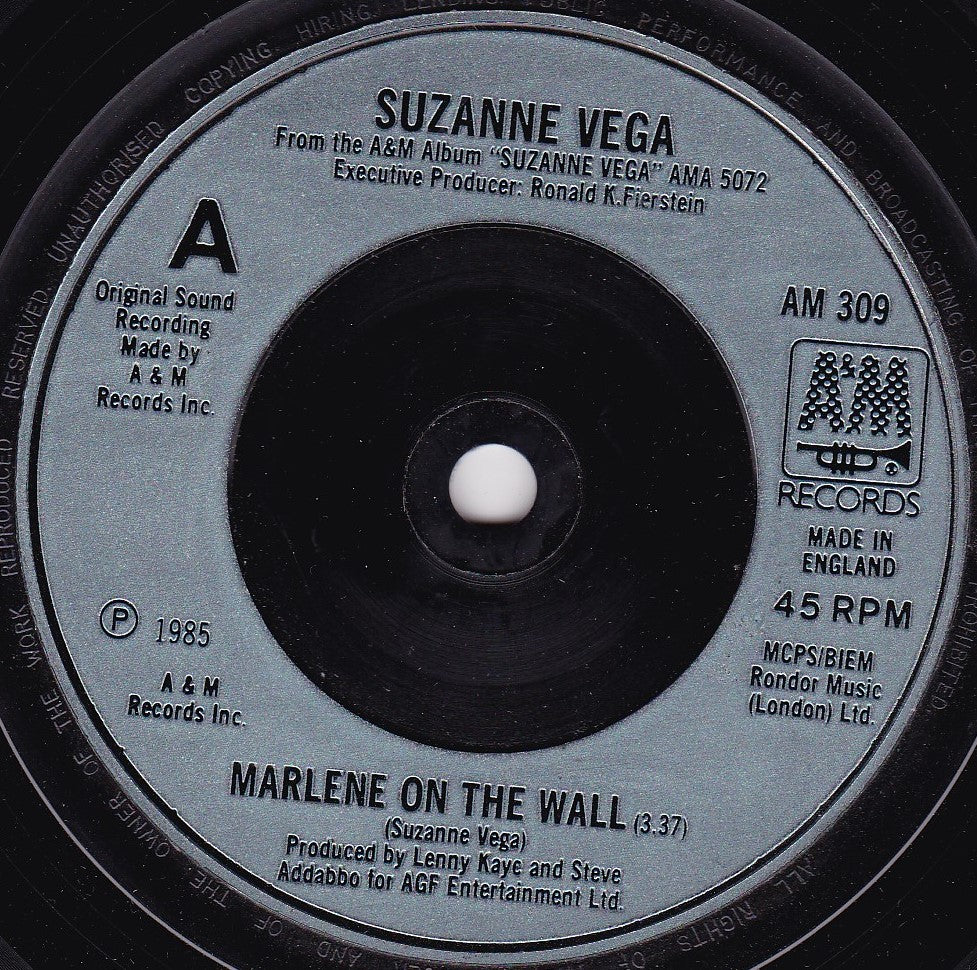 SUZANNE VEGA
From the A&M Album "SUZANNE VEGA" AMA 5072
Executive Producer: Ronald K.Fierstein
A
Original Sound
Recording
Made by
A & M
Records Inc.
AM 309
A&M
RECORDS
MADE IN
ENGLAND
45 RPM
MCPS/BIEM
Rondor Music
(London) Ltd.
Ⓟ 1985
A & M
Records Inc.
MARLENE ON THE WALL (3.37)
(Suzanne Vega)
Produced by Lenny Kaye and Steve
Addabbo for AGF Entertainment Ltd.
ALL RIGHTS OF THE AND OF THE OWNER OF THE WORK REPRODUCED RESERVED UNAUTHORISED COPYING HIRING LENDING PUBLIC PERFORMANCE AND BROADCASTING OF